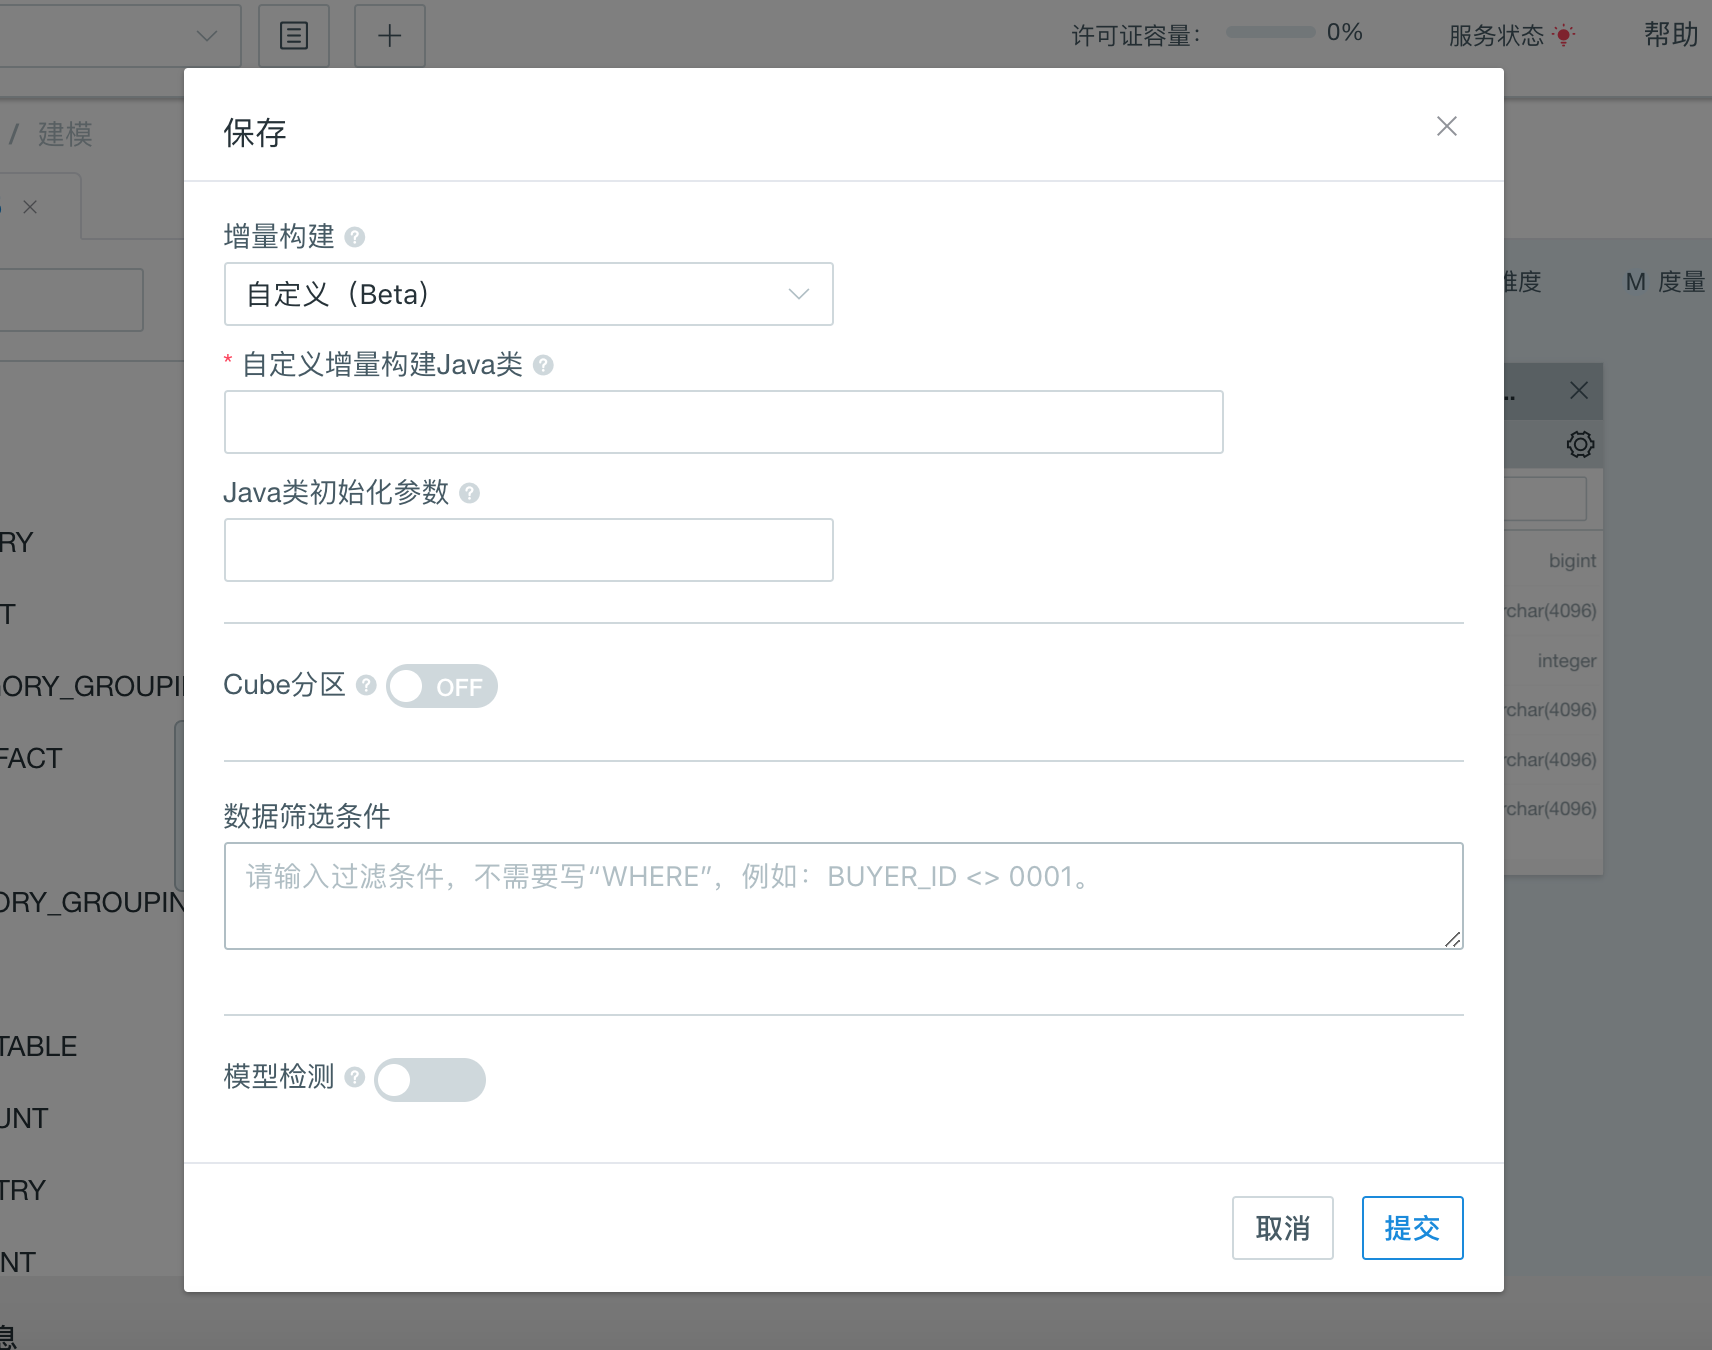 许可证容量： 0% 服务状态 帮助
/ 建模
保存
增量构建
自定义（Beta）
* 自定义增量构建Java类
Java类初始化参数
Cube分区 OFF
数据筛选条件
请输入过滤条件，不需要写“WHERE”，例如：BUYER_ID <> 0001。
模型检测
取消 提交
RY
T
ORY_GROUPI
FACT
ORY_GROUPIN
TABLE
UNT
TRY
NT
息
维度 M 度量
..
bigint
rchar(4096)
integer
rchar(4096)
rchar(4096)
rchar(4096)